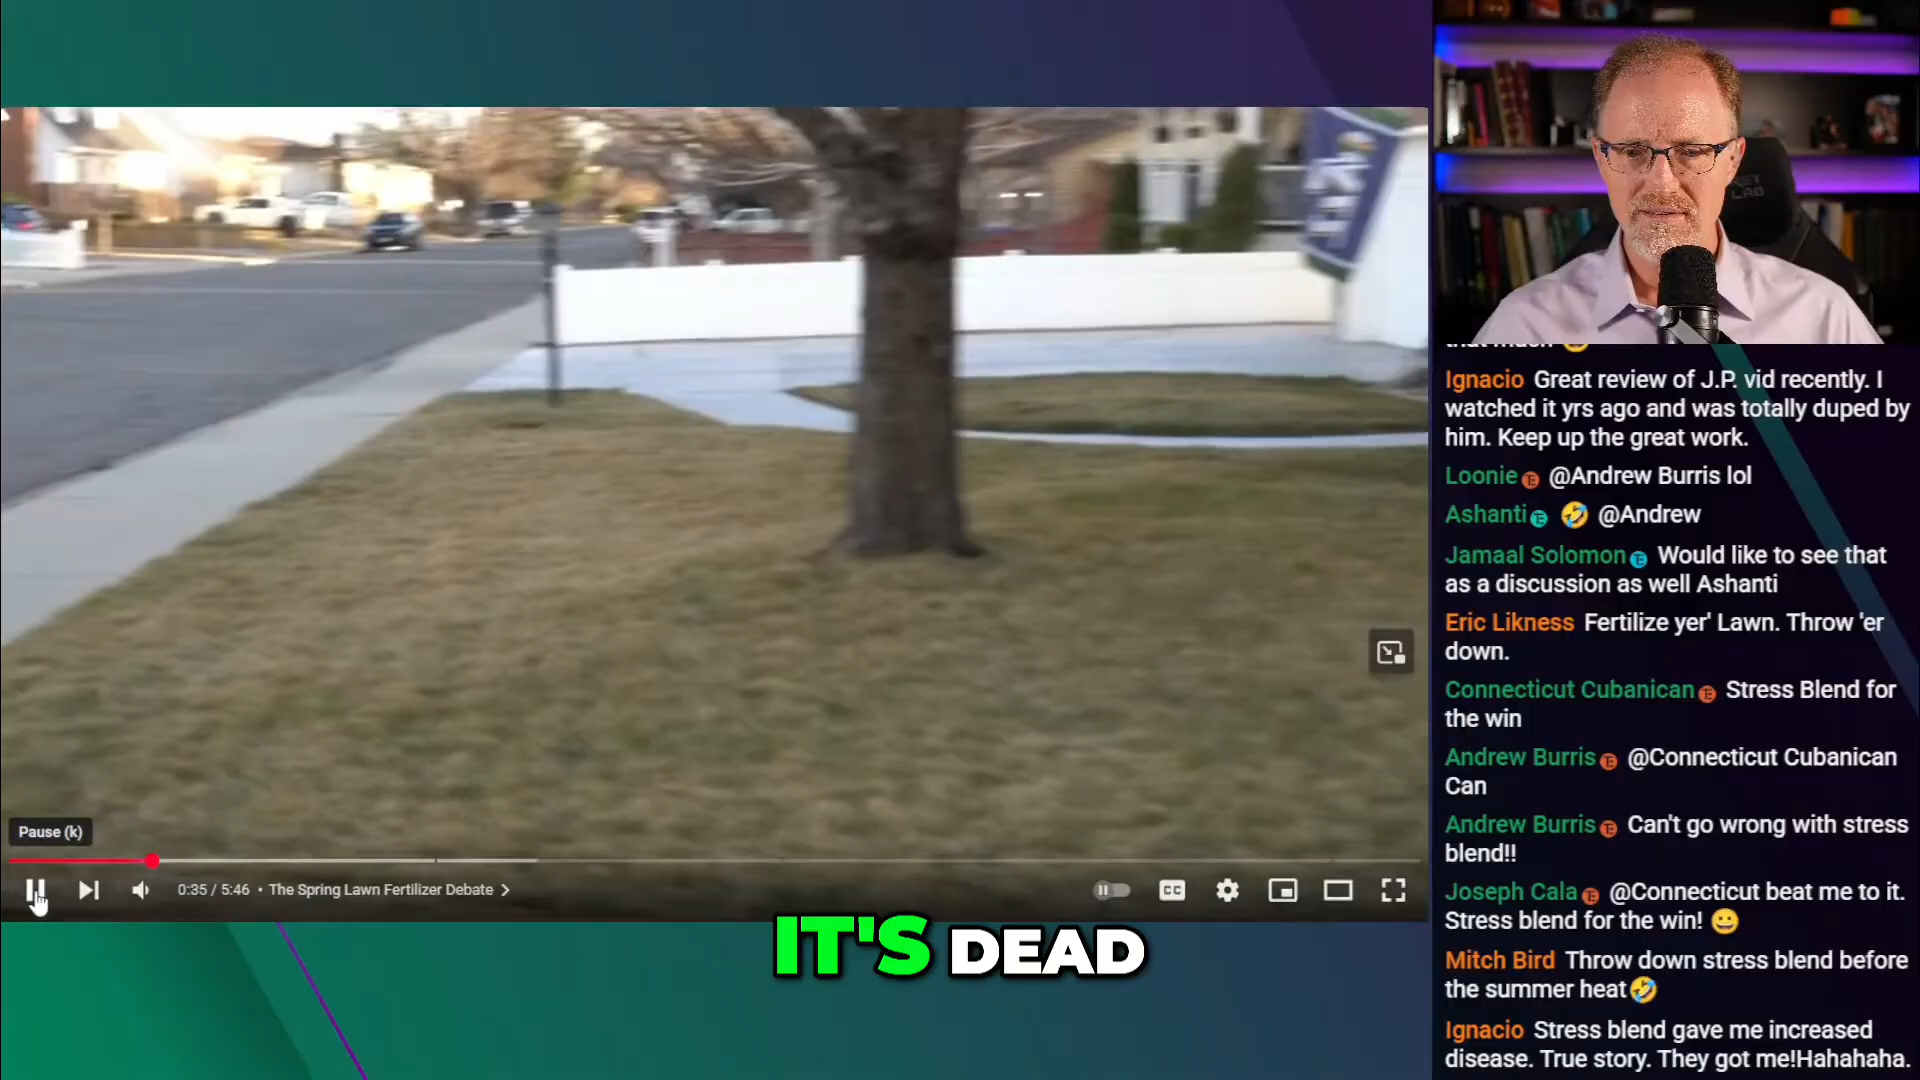 Ignacio Great review of J.P. vid recently. I
watched it yrs ago and was totally duped by
him. Keep up the great work.
Loonie @Andrew Burris lol
Ashanti 🤣 @Andrew
Jamaal Solomon Would like to see that
as a discussion as well Ashanti
Eric Likness Fertilize yer' Lawn. Throw 'er
down.
Connecticut Cubanican Stress Blend for
the win
Andrew Burris @Connecticut Cubanican
Can
Andrew Burris Can't go wrong with stress
blend!!
Joseph Cala @Connecticut beat me to it.
Stress blend for the win! 😀
Mitch Bird Throw down stress blend before
the summer heat🤣
Ignacio Stress blend gave me increased
disease. True story. They got me!Hahahaha.
Pause (k)
0:35 / 5:46 • The Spring Lawn Fertilizer Debate
CC
IT'S DEAD